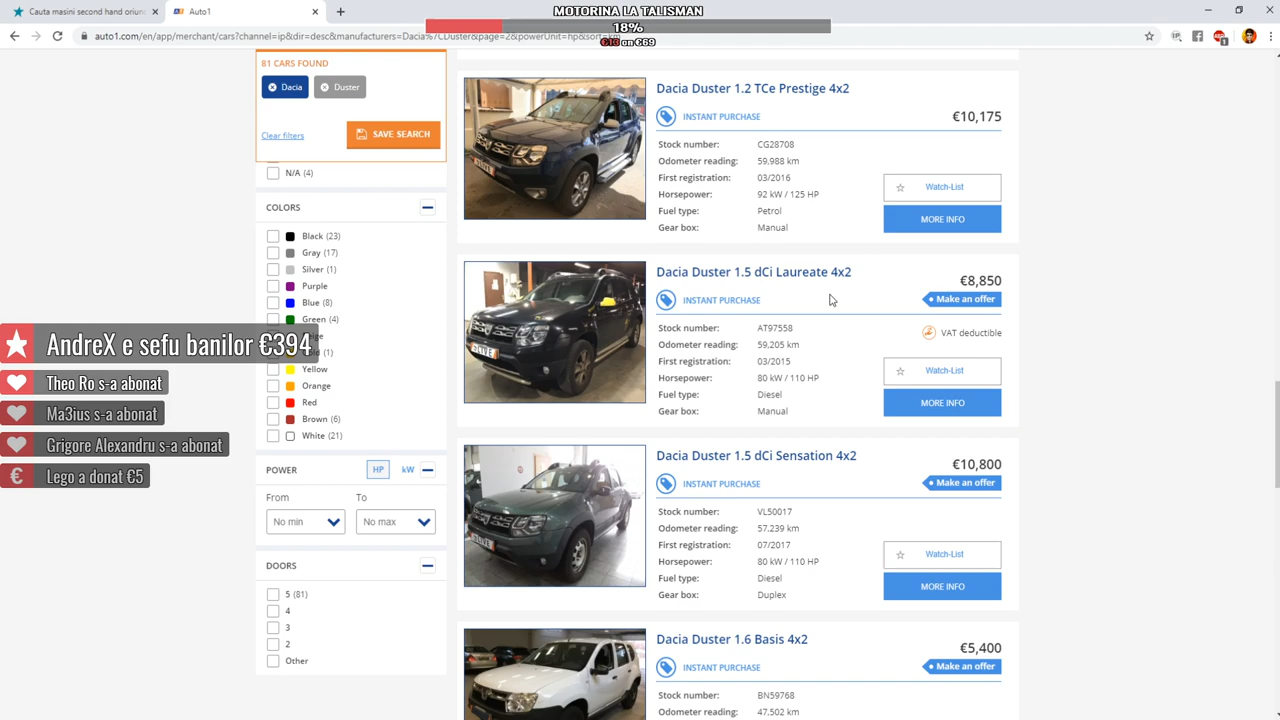 Cauta masini second hand oriunde
Auto1
MOTORINA LA TALISMAN
18%
€13 on €69
auto1.com/en/app/merchant/cars?channel=ip&dir=desc&manufacturers=Dacia%7CDuster&page=2&powerUnit=hp&sort=km
81 CARS FOUND
Dacia
Duster
Clear filters
SAVE SEARCH
N/A (4)
COLORS
Black (23)
Gray (17)
Silver (1)
Purple
Blue (8)
Green (4)
Yellow
Orange
Red
Brown (6)
White (21)
POWER
HP
kW
From
To
No min
No max
DOORS
5 (81)
4
3
2
Other
AndreX e sefu banilor €394
Theo Ro s-a abonat
Ma3ius s-a abonat
Grigore Alexandru s-a abonat
€ Lego a donat €5
Dacia Duster 1.2 TCe Prestige 4x2
INSTANT PURCHASE
€10,175
Stock number: CG28708
Odometer reading: 59,988 km
First registration: 03/2016
Horsepower: 92 kW / 125 HP
Fuel type: Petrol
Gear box: Manual
Watch-List
MORE INFO
Dacia Duster 1.5 dCi Laureate 4x2
INSTANT PURCHASE
€8,850
Make an offer
VAT deductible
Stock number: AT97558
Odometer reading: 59,205 km
First registration: 03/2015
Horsepower: 80 kW / 110 HP
Fuel type: Diesel
Gear box: Manual
Watch-List
MORE INFO
Dacia Duster 1.5 dCi Sensation 4x2
INSTANT PURCHASE
€10,800
Make an offer
Stock number: VL50017
Odometer reading: 57,239 km
First registration: 07/2017
Horsepower: 80 kW / 110 HP
Fuel type: Diesel
Gear box: Duplex
Watch-List
MORE INFO
Dacia Duster 1.6 Basis 4x2
INSTANT PURCHASE
€5,400
Make an offer
Stock number: BN59768
Odometer reading: 47,502 km